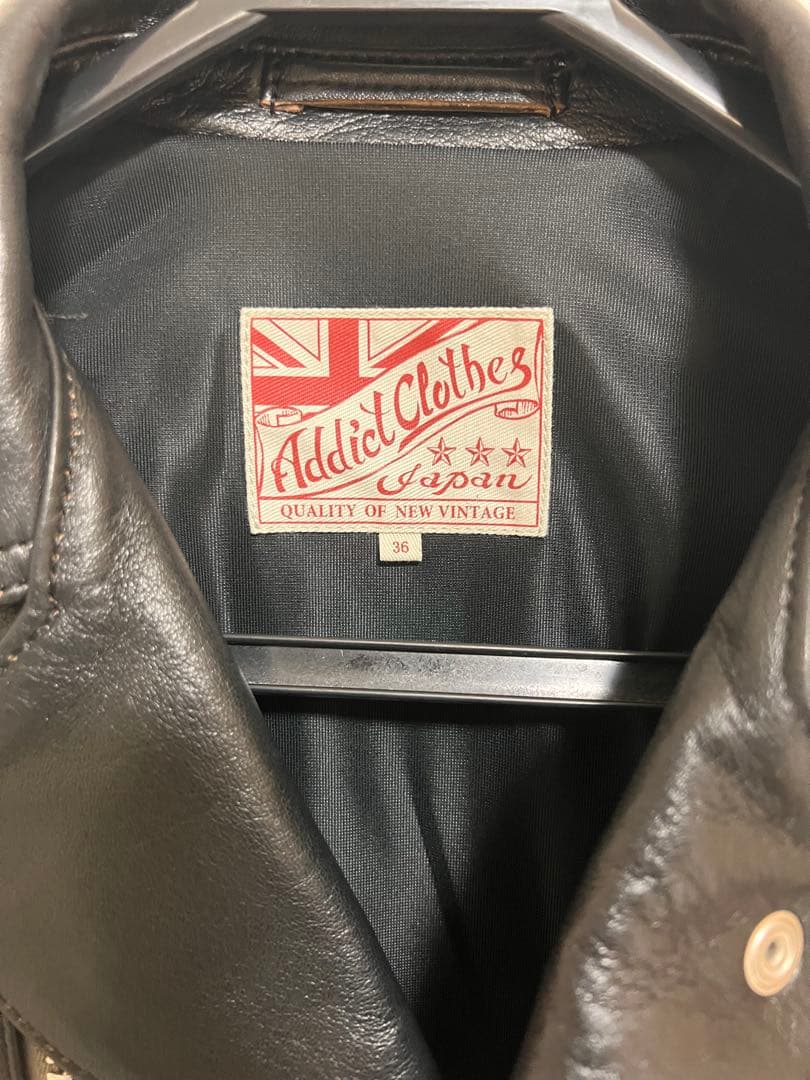 Addict Clothes
Japan
QUALITY OF NEW VINTAGE
36